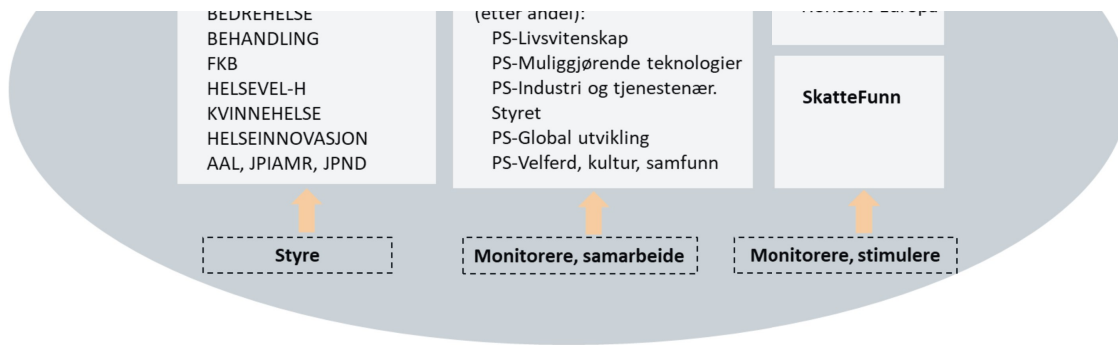 BEDREHELSE
BEHANDLING
FKB
HELSEVEL-H
KVINNEHELSE
HELSEINNOVASJON
AAL, JPIAMR, JPND
(etter andel):
PS-Livsvitenskap
PS-Muliggjørende teknologier
PS-Industri og tjenestenær.
Styret
PS-Global utvikling
PS-Velferd, kultur, samfunn
SkatteFunn
Styre
Monitorere, samarbeide
Monitorere, stimulere